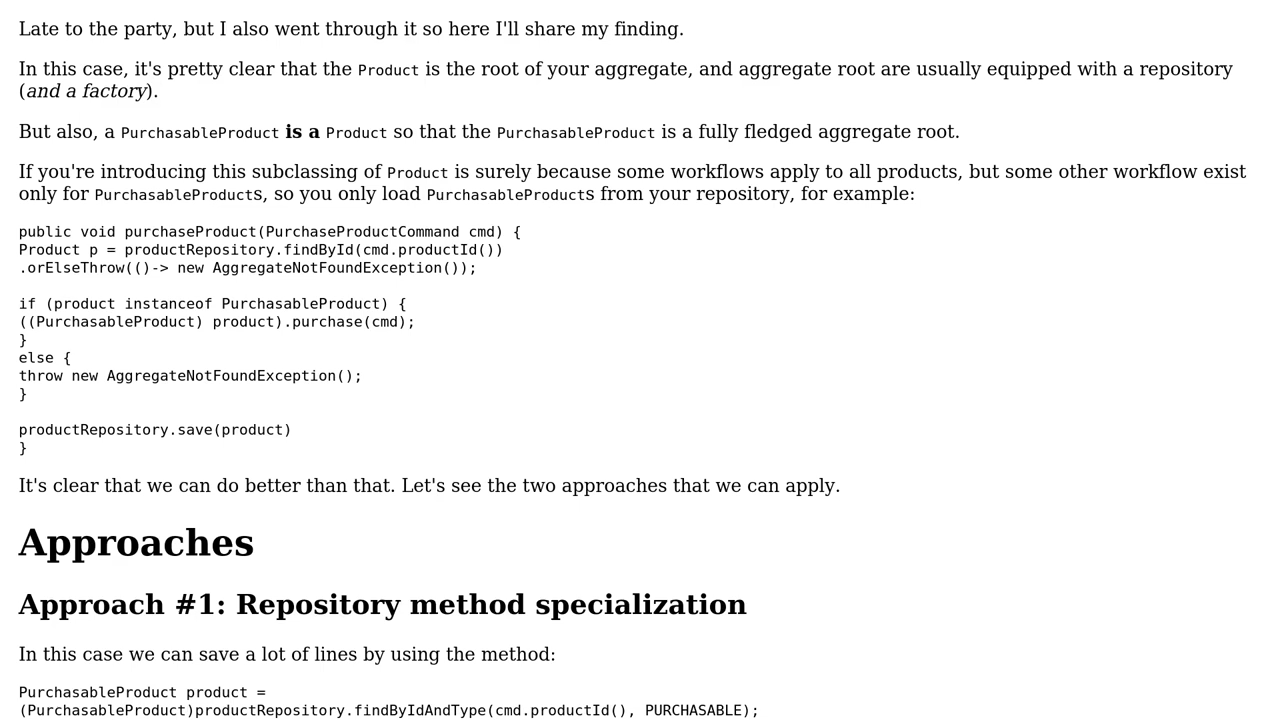 Late to the party, but I also went through it so here I'll share my finding.
In this case, it's pretty clear that the Product is the root of your aggregate, and aggregate root are usually equipped with a repository
(and a factory).
But also, a PurchasableProduct is a Product so that the PurchasableProduct is a fully fledged aggregate root.
If you're introducing this subclassing of Product is surely because some workflows apply to all products, but some other workflow exist
only for PurchasableProducts, so you only load PurchasableProducts from your repository, for example:
public void purchaseProduct(PurchaseProductCommand cmd) {
Product p = productRepository.findById(cmd.productId())
.orElseThrow(()-> new AggregateNotFoundException());
if (product instanceof PurchasableProduct) {
((PurchasableProduct) product).purchase(cmd);
}
else {
throw new AggregateNotFoundException();
}
productRepository.save(product)
}
It's clear that we can do better than that. Let's see the two approaches that we can apply.
Approaches
Approach #1: Repository method specialization
In this case we can save a lot of lines by using the method:
PurchasableProduct product =
(PurchasableProduct)productRepository.findByIdAndType(cmd.productId(), PURCHASABLE);